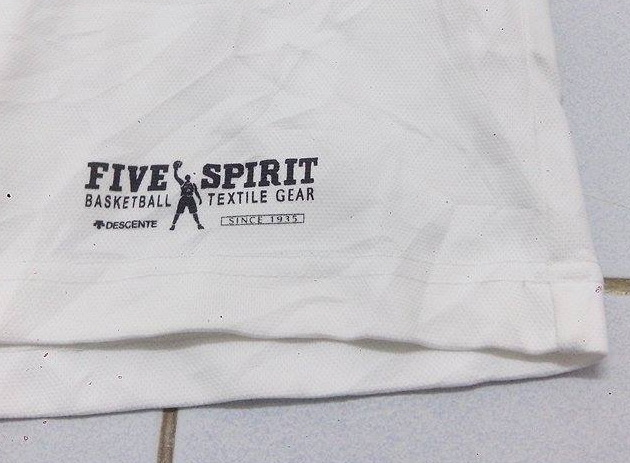 FIVE SPIRIT
BASKETBALL TEXTILE GEAR
DESCENTE SINCE 1935